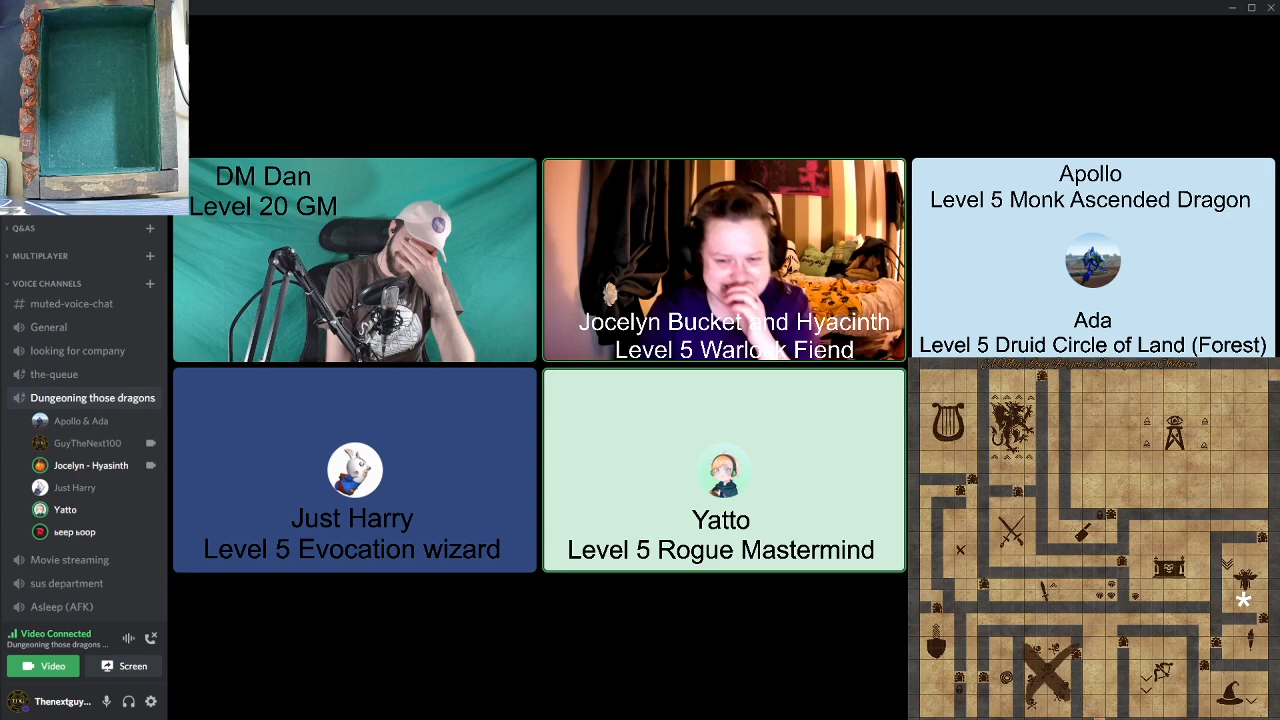 DM Dan
Level 20 GM
Jocelyn Bucket and Hyacinth
Level 5 Warlock Fiend
Apollo
Level 5 Monk Ascended Dragon
Ada
Level 5 Druid Circle of Land (Forest)
Just Harry
Level 5 Evocation wizard
Yatto
Level 5 Rogue Mastermind
Q&AS
MULTIPLAYER
VOICE CHANNELS
muted-voice-chat
General
looking for company
the-queue
Dungeoning those dragons
Apollo & Ada
GuyTheNext100
Jocelyn - Hyasinth
Just Harry
Yatto
ьeep ьoop
Movie streaming
sus department
Asleep (AFK)
Video Connected
Dungeoning those dragons ...
Video
Screen
Thenextguy...